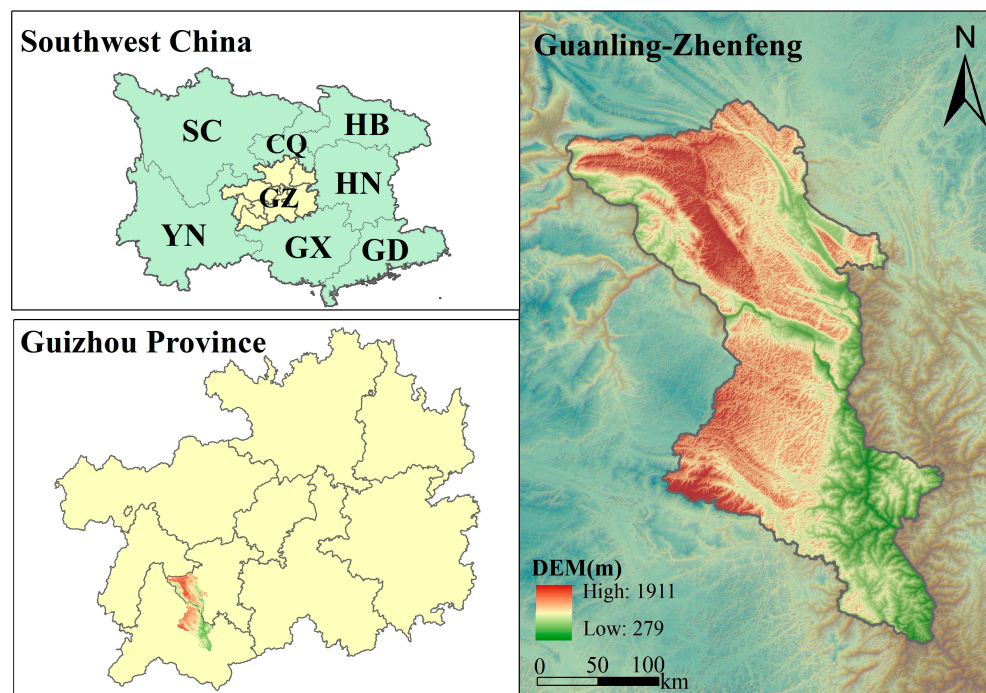 Southwest China
SC
CQ
HB
GZ
HN
YN
GX
GD
Guizhou Province
Guanling-Zhenfeng
N
DEM(m)
High: 1911
Low: 279
0 50 100
km